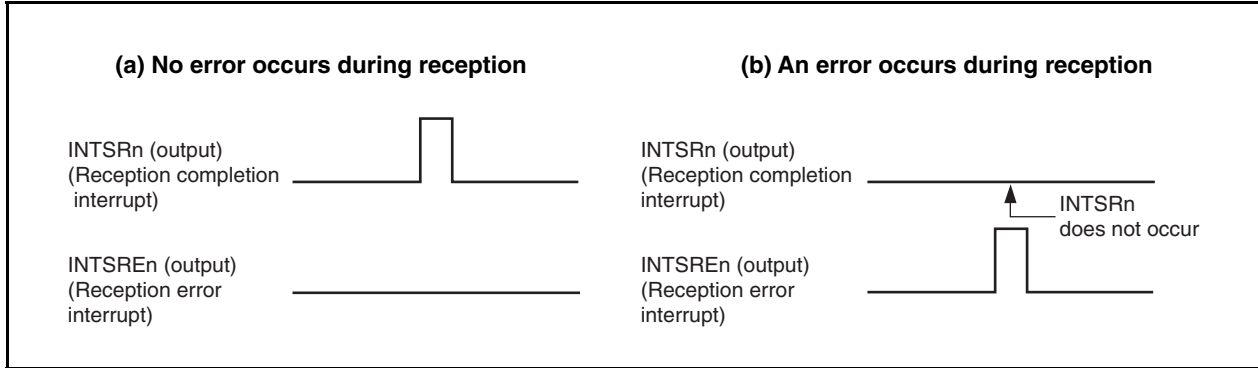 (a) No error occurs during reception
INTSRn (output)
(Reception completion
interrupt)
INTSREn (output)
(Reception error
interrupt)
(b) An error occurs during reception
INTSRn (output)
(Reception completion
interrupt)
INTSRn
does not occur
INTSREn (output)
(Reception error
interrupt)